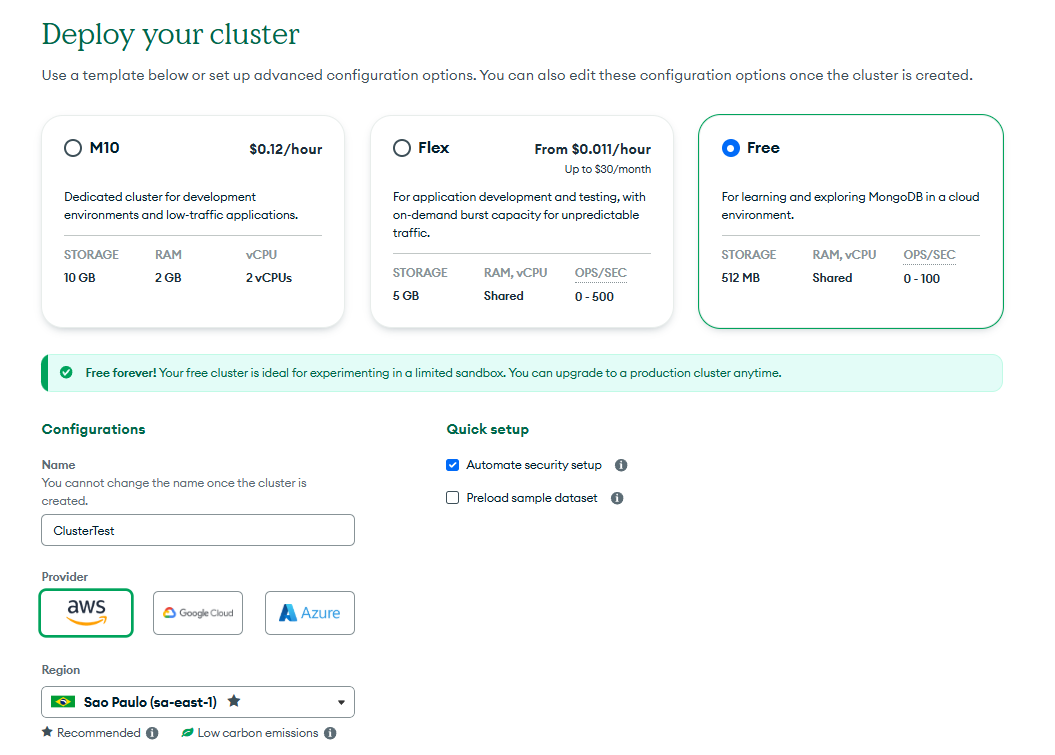 Deploy your cluster
Use a template below or set up advanced configuration options. You can also edit these configuration options once the cluster is created.
M10
$0.12/hour
Dedicated cluster for development
environments and low-traffic applications.
STORAGE RAM vCPU
10 GB 2 GB 2 vCPUs
Flex
From $0.011/hour
Up to $30/month
For application development and testing, with
on-demand burst capacity for unpredictable
traffic.
STORAGE RAM, vCPU OPS/SEC
5 GB Shared 0 - 500
Free
For learning and exploring MongoDB in a cloud
environment.
STORAGE RAM, vCPU OPS/SEC
512 MB Shared 0 - 100
Free forever! Your free cluster is ideal for experimenting in a limited sandbox. You can upgrade to a production cluster anytime.
Configurations
Name
You cannot change the name once the cluster is
created.
ClusterTest
Provider
aws Google Cloud Azure
Region
Sao Paulo (sa-east-1)
Recommended Low carbon emissions
Quick setup
Automate security setup
Preload sample dataset